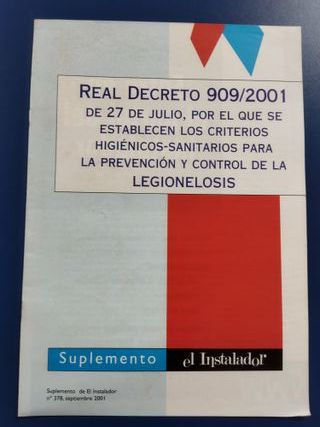 REAL DECRETO 909/2001
DE 27 DE JULIO, POR EL QUE SE
ESTABLECEN LOS CRITERIOS
HIGIÉNICOS-SANITARIOS PARA
LA PREVENCIÓN Y CONTROL DE LA
LEGIONELOSIS
Suplemento el Instalador
Suplemento de El Instalador
nº 378, septiembre 2001